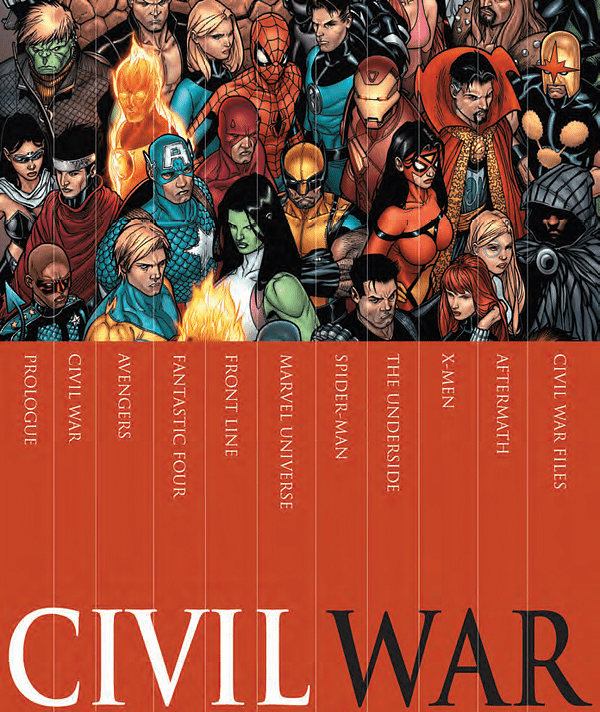 A
PROLOGUE
CIVIL WAR
AVENGERS
FANTASTIC FOUR
FRONT LINE
MARVEL UNIVERSE
SPIDER-MAN
THE UNDERSIDE
X-MEN
AFTERMATH
CIVIL WAR FILES
CIVIL WAR